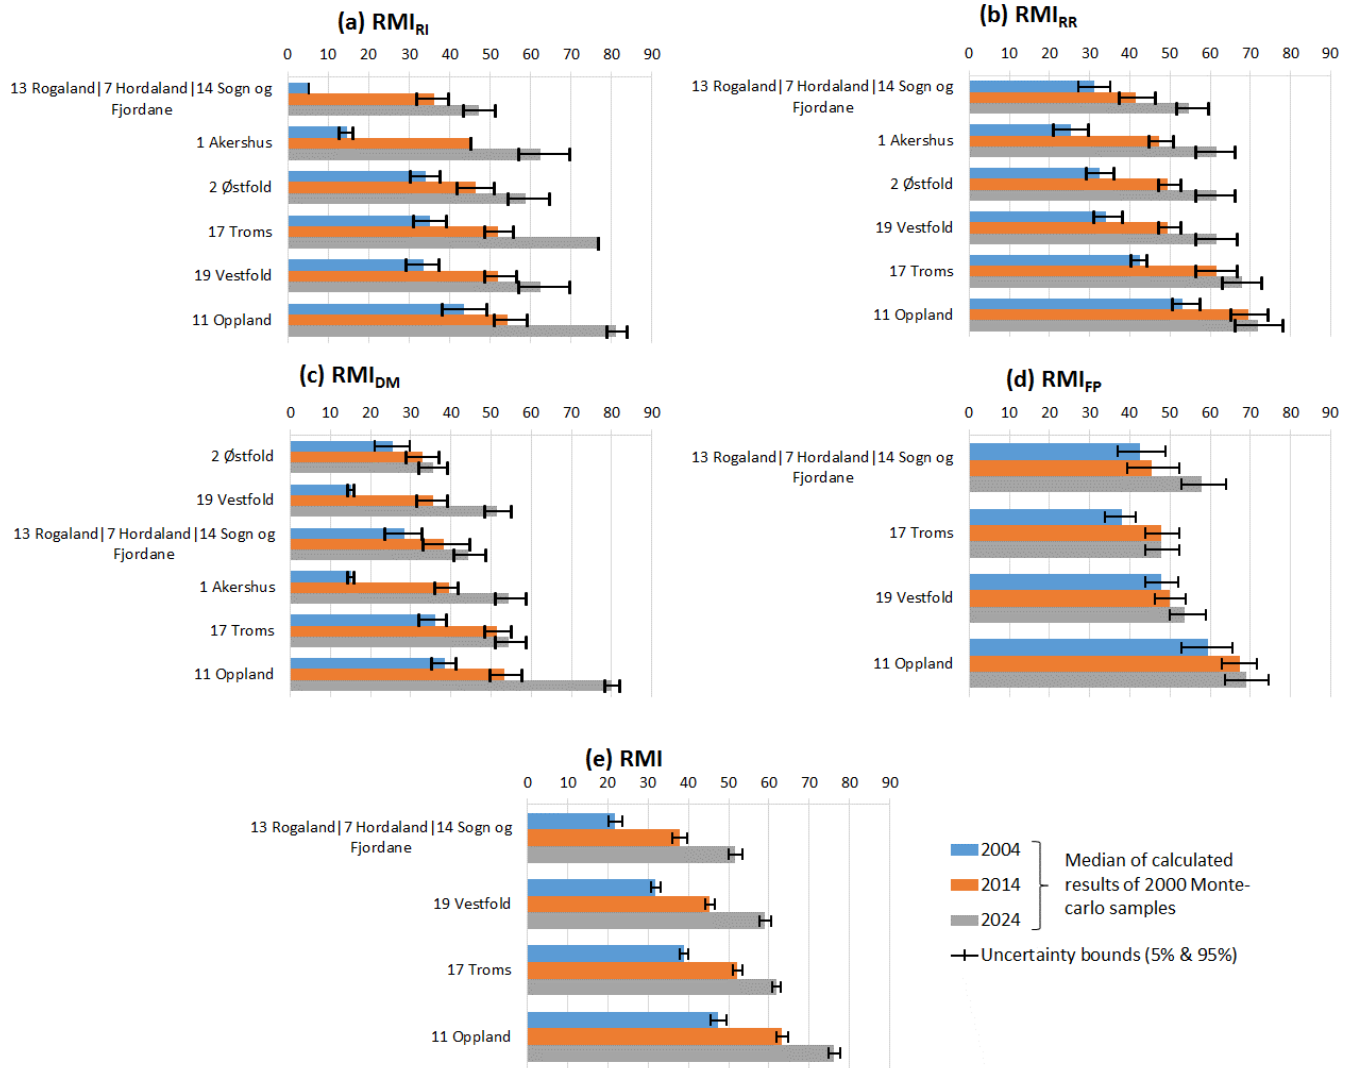 (a) RMI_RI
0 10 20 30 40 50 60 70 80 90
13 Rogaland|7 Hordaland|14 Sogn og
Fjordane
1 Akershus
2 Østfold
17 Troms
19 Vestfold
11 Oppland
(b) RMI_RR
0 10 20 30 40 50 60 70 80 90
13 Rogaland|7 Hordaland|14 Sogn og
Fjordane
1 Akershus
2 Østfold
19 Vestfold
17 Troms
11 Oppland
(c) RMI_DM
0 10 20 30 40 50 60 70 80 90
2 Østfold
19 Vestfold
13 Rogaland|7 Hordaland|14 Sogn og
Fjordane
1 Akershus
17 Troms
11 Oppland
(d) RMI_FP
0 10 20 30 40 50 60 70 80 90
13 Rogaland|7 Hordaland|14 Sogn og
Fjordane
17 Troms
19 Vestfold
11 Oppland
(e) RMI
0 10 20 30 40 50 60 70 80 90
13 Rogaland|7 Hordaland|14 Sogn og
Fjordane
19 Vestfold
17 Troms
11 Oppland
2004
2014
2024
Median of calculated
results of 2000 Monte-
carlo samples
Uncertainty bounds (5% & 95%)